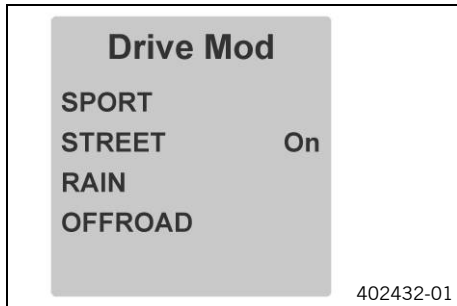 Drive Mod
SPORT
STREET On
RAIN
OFFROAD
402432-01